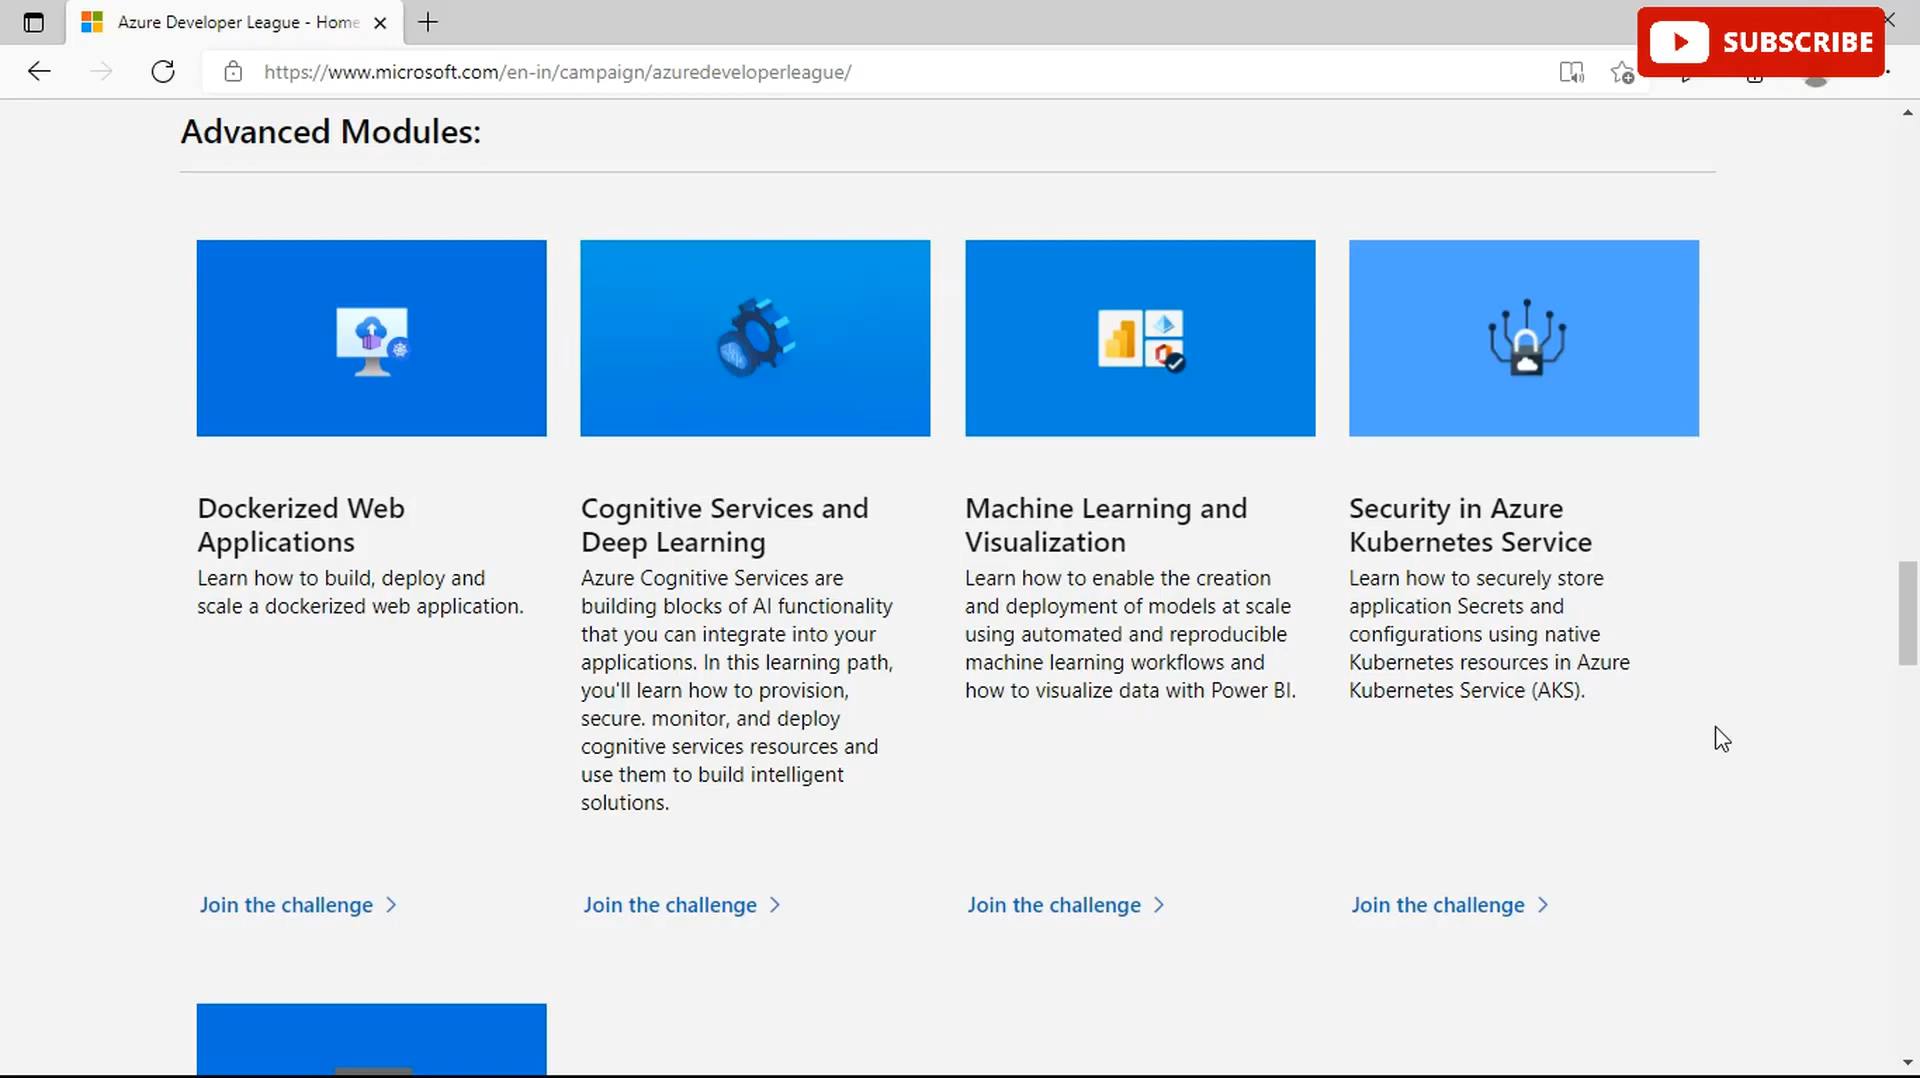 Azure Developer League - Home
SUBSCRIBE
https://www.microsoft.com/en-in/campaign/azuredeveloperleague/
Advanced Modules:
Dockerized Web
Applications
Learn how to build, deploy and
scale a dockerized web application.
Join the challenge
Cognitive Services and
Deep Learning
Azure Cognitive Services are
building blocks of AI functionality
that you can integrate into your
applications. In this learning path,
you'll learn how to provision,
secure. monitor, and deploy
cognitive services resources and
use them to build intelligent
solutions.
Join the challenge
Machine Learning and
Visualization
Learn how to enable the creation
and deployment of models at scale
using automated and reproducible
machine learning workflows and
how to visualize data with Power BI.
Join the challenge
Security in Azure
Kubernetes Service
Learn how to securely store
application Secrets and
configurations using native
Kubernetes resources in Azure
Kubernetes Service (AKS).
Join the challenge